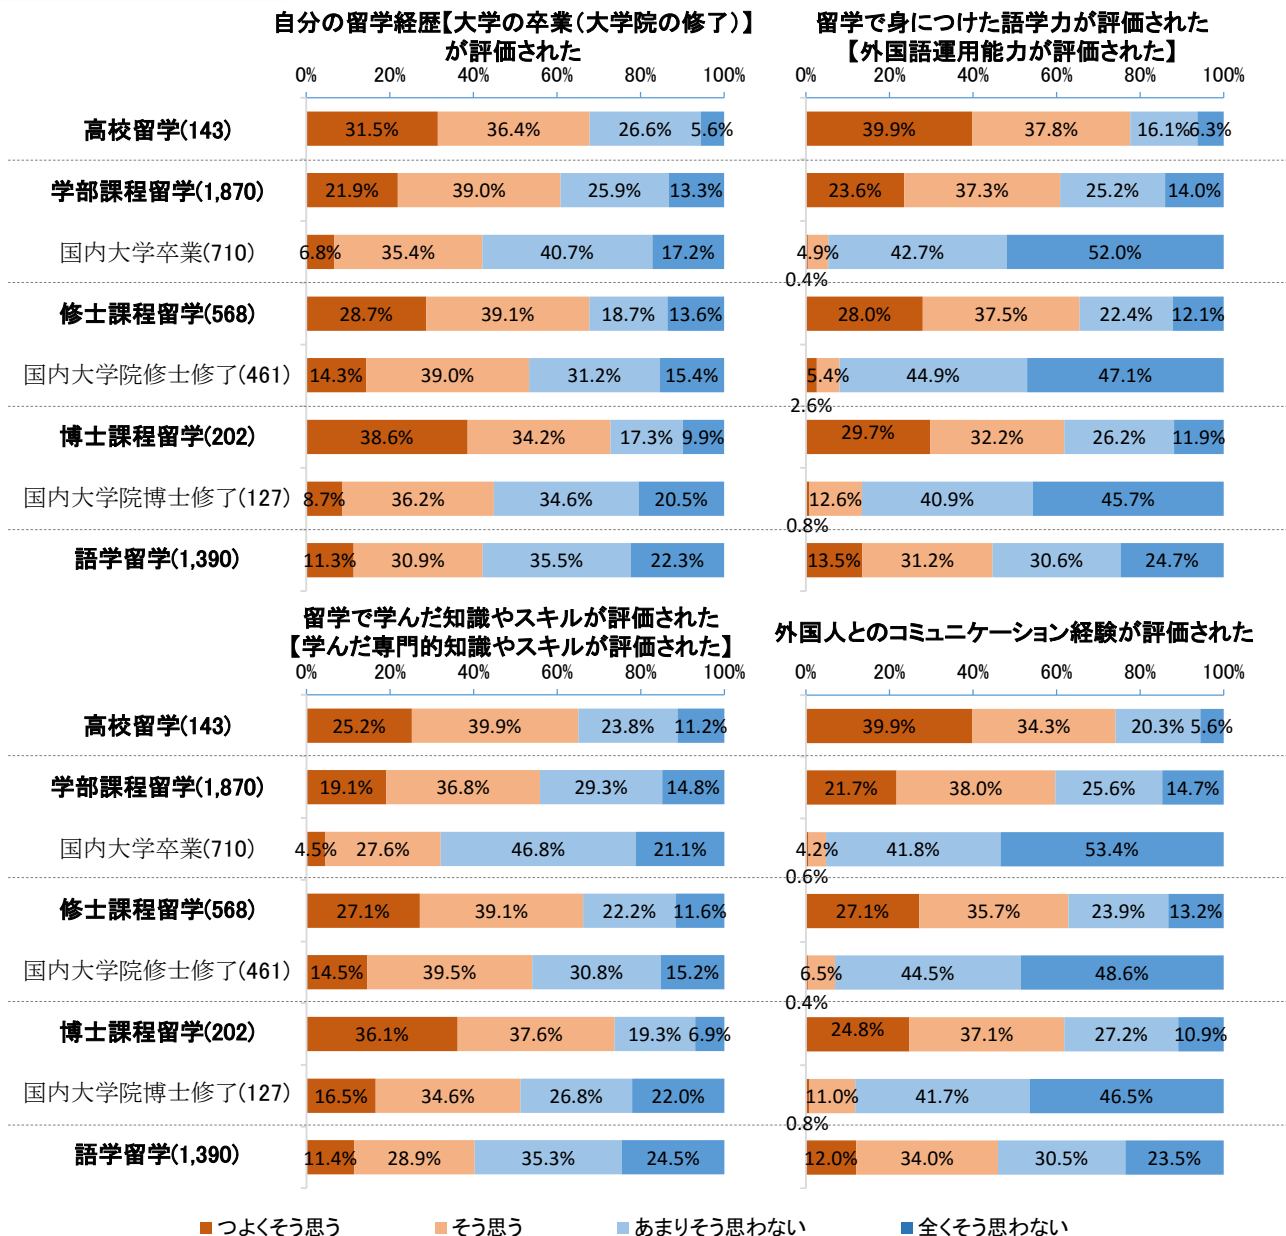 自分の留学経歴【大学の卒業(大学院の修了)】
が評価された
0% 20% 40% 60% 80% 100%
高校留学(143) 31.5% 36.4% 26.6% 5.6%
学部課程留学(1,870) 21.9% 39.0% 25.9% 13.3%
国内大学卒業(710) 6.8% 35.4% 40.7% 17.2%
修士課程留学(568) 28.7% 39.1% 18.7% 13.6%
国内大学院修士修了(461) 14.3% 39.0% 31.2% 15.4%
博士課程留学(202) 38.6% 34.2% 17.3% 9.9%
国内大学院博士修了(127) 8.7% 36.2% 34.6% 20.5%
語学留学(1,390) 11.3% 30.9% 35.5% 22.3%
留学で身につけた語学力が評価された
【外国語運用能力が評価された】
0% 20% 40% 60% 80% 100%
39.9% 37.8% 16.1% 6.3%
23.6% 37.3% 25.2% 14.0%
4.9% 42.7% 52.0%
0.4%
28.0% 37.5% 22.4% 12.1%
5.4% 44.9% 47.1%
2.6%
29.7% 32.2% 26.2% 11.9%
12.6% 40.9% 45.7%
0.8%
13.5% 31.2% 30.6% 24.7%
留学で学んだ知識やスキルが評価された
【学んだ専門的知識やスキルが評価された】
0% 20% 40% 60% 80% 100%
高校留学(143) 25.2% 39.9% 23.8% 11.2%
学部課程留学(1,870) 19.1% 36.8% 29.3% 14.8%
国内大学卒業(710) 4.5% 27.6% 46.8% 21.1%
修士課程留学(568) 27.1% 39.1% 22.2% 11.6%
国内大学院修士修了(461) 14.5% 39.5% 30.8% 15.2%
博士課程留学(202) 36.1% 37.6% 19.3% 6.9%
国内大学院博士修了(127) 16.5% 34.6% 26.8% 22.0%
語学留学(1,390) 11.4% 28.9% 35.3% 24.5%
外国人とのコミュニケーション経験が評価された
0% 20% 40% 60% 80% 100%
39.9% 34.3% 20.3% 5.6%
21.7% 38.0% 25.6% 14.7%
4.2% 41.8% 53.4%
0.6%
27.1% 35.7% 23.9% 13.2%
6.5% 44.5% 48.6%
0.4%
24.8% 37.1% 27.2% 10.9%
11.0% 41.7% 46.5%
0.8%
12.0% 34.0% 30.5% 23.5%
つよくそう思う そう思う あまりそう思わない 全くそう思わない